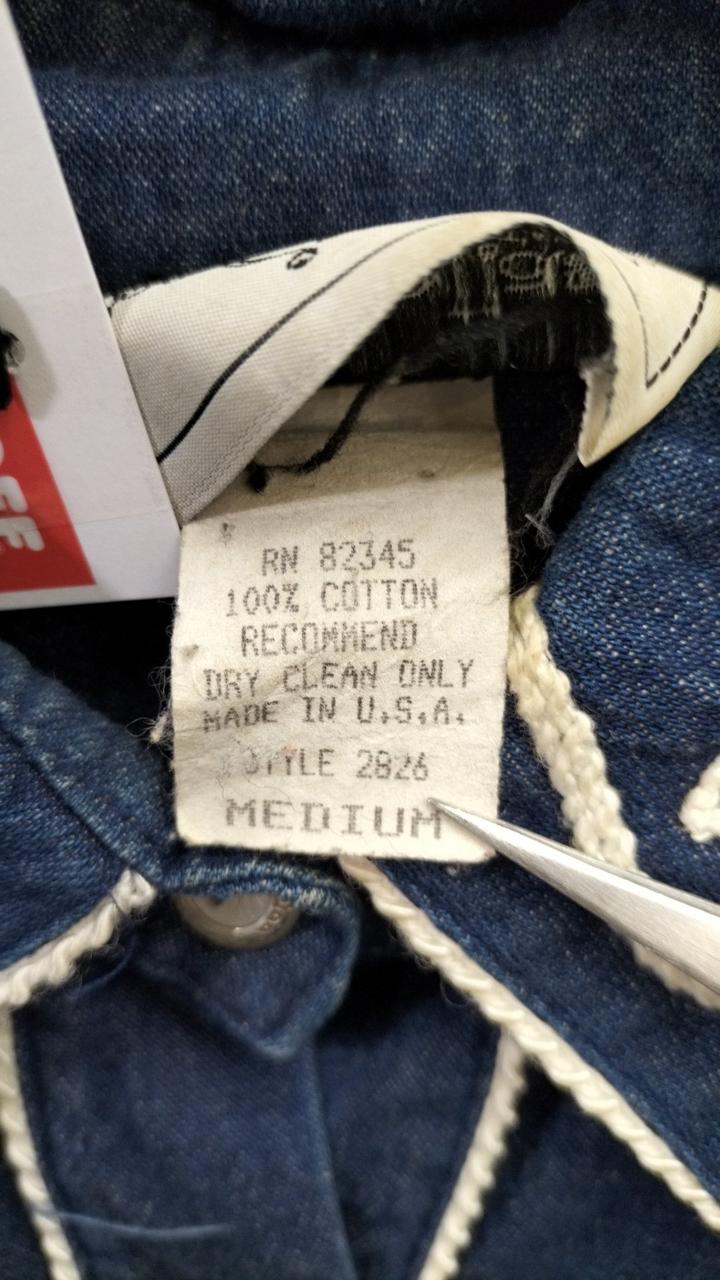 RN 82345
100% COTTON
RECOMMEND
DRY CLEAN ONLY
MADE IN U.S.A.
STYLE 2826
MEDIUM